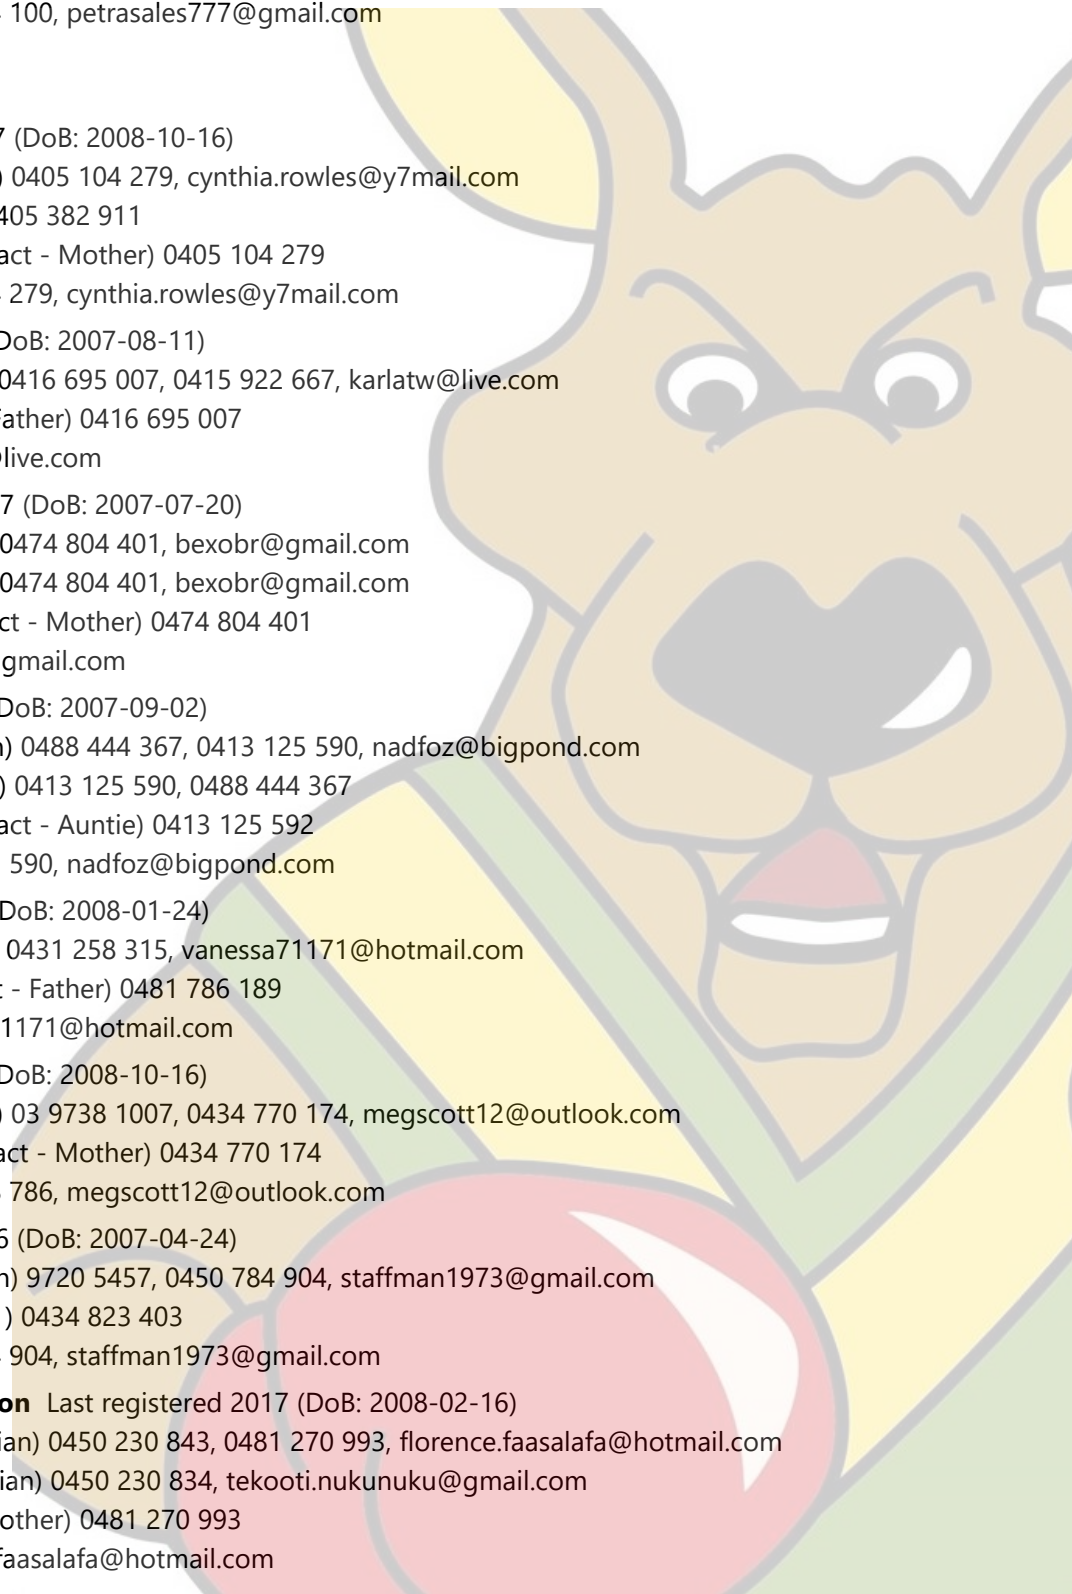 100, petrasales777@gmail.com
7 (DoB: 2008-10-16)
) 0405 104 279, cynthia.rowles@y7mail.com
405 382 911
act - Mother) 0405 104 279
279, cynthia.rowles@y7mail.com
DoB: 2007-08-11)
0416 695 007, 0415 922 667, karlatw@live.com
Father) 0416 695 007
@live.com
7 (DoB: 2007-07-20)
0474 804 401, bexobr@gmail.com
0474 804 401, bexobr@gmail.com
ct - Mother) 0474 804 401
gmail.com
DoB: 2007-09-02)
n) 0488 444 367, 0413 125 590, nadfoz@bigpond.com
) 0413 125 590, 0488 444 367
act - Auntie) 0413 125 592
590, nadfoz@bigpond.com
DoB: 2008-01-24)
0431 258 315, vanessa71171@hotmail.com
t - Father) 0481 786 189
1171@hotmail.com
DoB: 2008-10-16)
) 03 9738 1007, 0434 770 174, megscott12@outlook.com
act - Mother) 0434 770 174
786, megscott12@outlook.com
6 (DoB: 2007-04-24)
n) 9720 5457, 0450 784 904, staffman1973@gmail.com
) 0434 823 403
904, staffman1973@gmail.com
on Last registered 2017 (DoB: 2008-02-16)
ian) 0450 230 843, 0481 270 993, florence.faasalafa@hotmail.com
ian) 0450 230 834, tekooti.nukunuku@gmail.com
other) 0481 270 993
faasalafa@hotmail.com